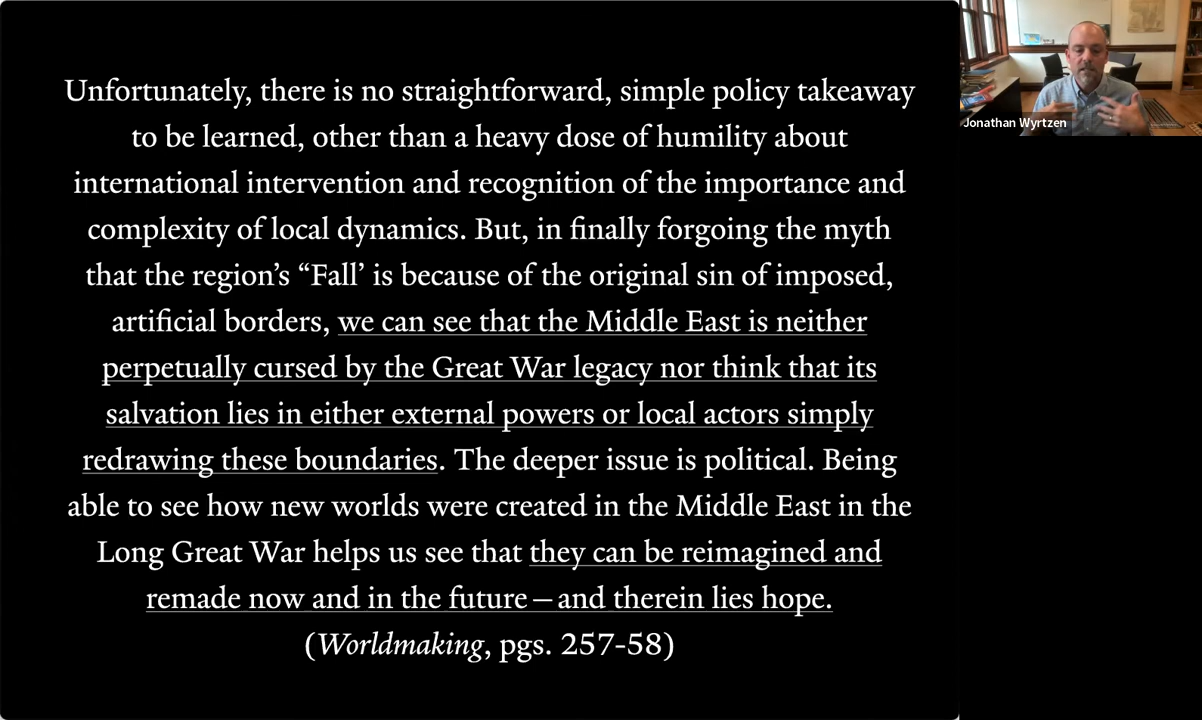 Unfortunately, there is no straightforward, simple policy takeaway
to be learned, other than a heavy dose of humility about
international intervention and recognition of the importance and
complexity of local dynamics. But, in finally forgoing the myth
that the region’s “Fall’ is because of the original sin of imposed,
artificial borders, we can see that the Middle East is neither
perpetually cursed by the Great War legacy nor think that its
salvation lies in either external powers or local actors simply
redrawing these boundaries. The deeper issue is political. Being
able to see how new worlds were created in the Middle East in the
Long Great War helps us see that they can be reimagined and
remade now and in the future – and therein lies hope.
(Worldmaking, pgs. 257-58)
Jonathan Wyrtzen